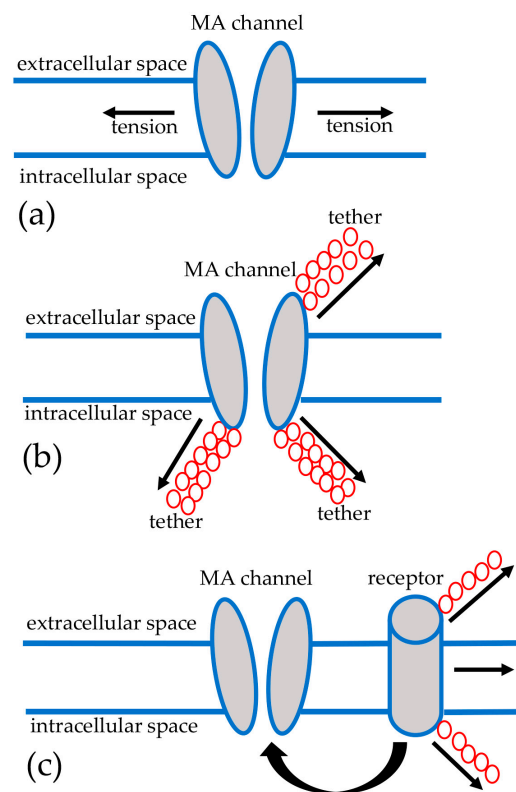 MA channel
extracellular space
tension
tension
intracellular space
(a)
tether
MA channel
extracellular space
intracellular space
(b)
tether
tether
MA channel
receptor
extracellular space
intracellular space
(c)